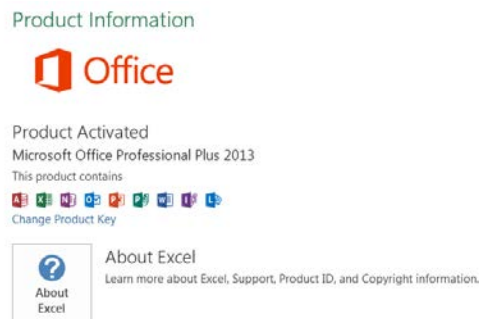 Product Information
Office
Product Activated
Microsoft Office Professional Plus 2013
This product contains
Change Product Key
About Excel
Learn more about Excel, Support, Product ID, and Copyright information.
About
Excel